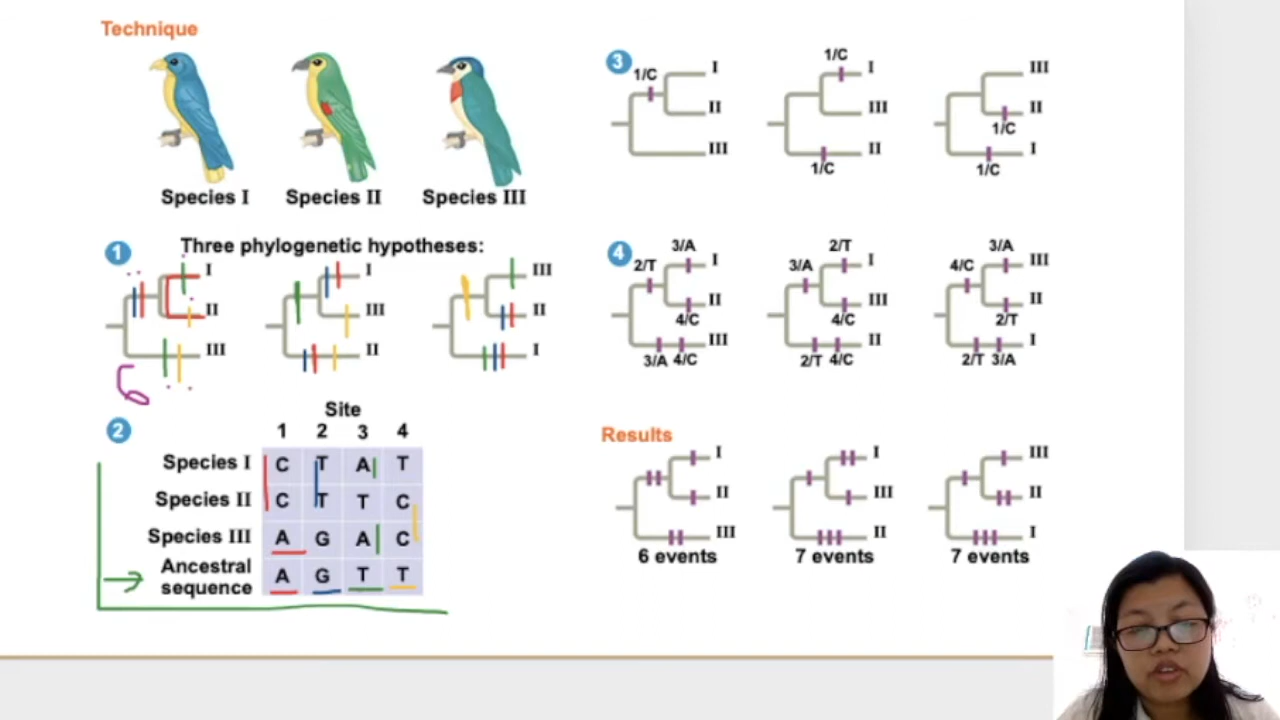 Technique
Species I Species II Species III
1 Three phylogenetic hypotheses:
I
II
III
I
III
II
III
II
I
6
2 Site
1 2 3 4
Species I C T A T
Species II C T T C
Species III A G A C
Ancestral sequence A G T T
3
1/C
I
II
III
1/C
I
III
II
1/C
III
II
1/C
I
1/C
4
3/A
2/T
I
II
4/C
III
3/A 4/C
2/T
3/A
I
III
4/C
II
2/T 4/C
3/A
4/C
III
II
2/T
I
2/T 3/A
Results
I
II
III
6 events
I
III
II
7 events
III
II
I
7 events